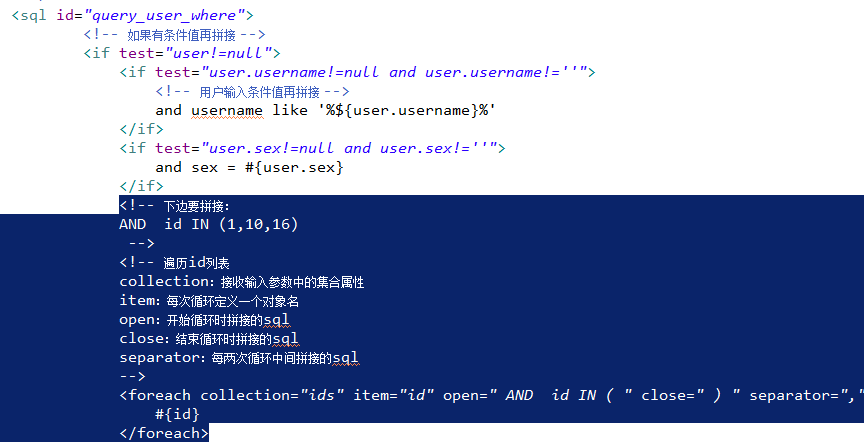 <sql id="query_user_where">
<!-- 如果有条件值再拼接 -->
<if test="user!=null">
<if test="user.username!=null and user.username!=''">
<!-- 用户输入条件值再拼接 -->
and username like '%${user.username}%'
</if>
<if test="user.sex!=null and user.sex!=''">
and sex = #{user.sex}
</if>
<!-- 下边要拼接：
AND  id IN (1,10,16)
-->
<!-- 遍历id列表
collection：接收输入参数中的集合属性
item：每次循环定义一个对象名
open：开始循环时拼接的sql
close：结束循环时拼接的sql
separator：每两次循环中间拼接的sql
-->
<foreach collection="ids" item="id" open=" AND  id IN ( " close=" ) " separator=","
#{id}
</foreach>